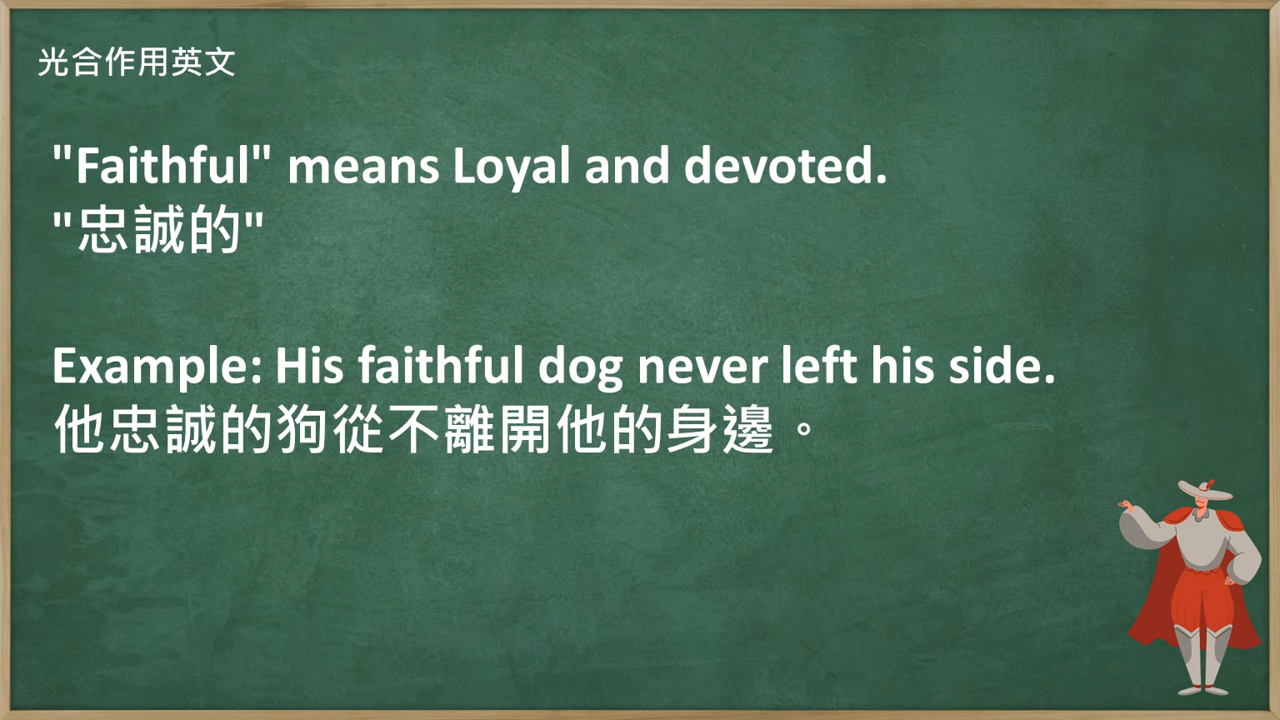 光合作用英文
"Faithful" means Loyal and devoted.
"忠誠的"
Example: His faithful dog never left his side.
他忠誠的狗從不離開他的身邊。